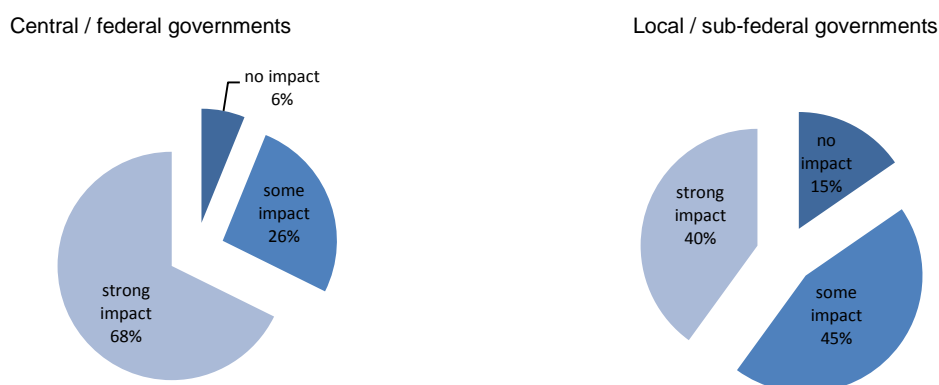 Central / federal governments
no impact
6%
some
impact
26%
strong
impact
68%
Local / sub-federal governments
no
impact
15%
strong
impact
40%
some
impact
45%